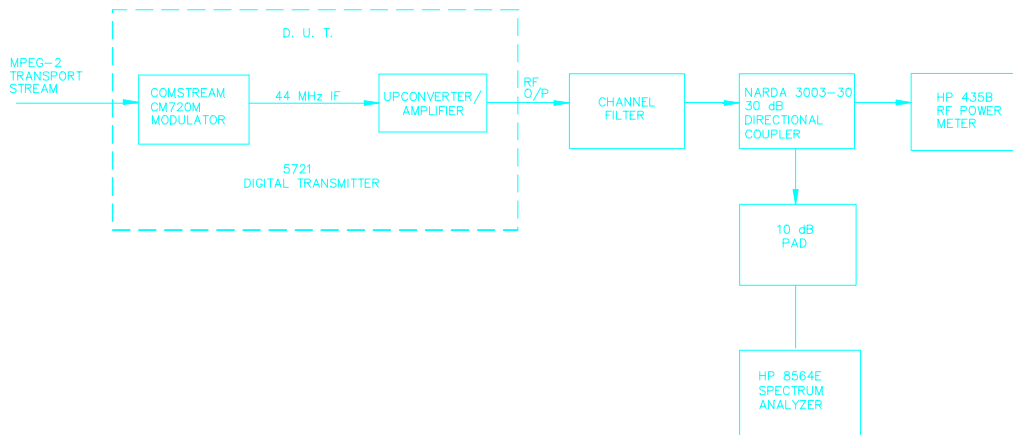 D. U. T.
MPEG-2
TRANSPORT
STREAM
COMSTREAM
CM720M
MODULATOR
44 MHz IF
UPCONVERTER/
AMPLIFIER
RF
O/P
CHANNEL
FILTER
NARDA 3003-30
30 dB
DIRECTIONAL
COUPLER
HP 435B
RF POWER
METER
5721
DIGITAL TRANSMITTER
10 dB
PAD
HP 8564E
SPECTRUM
ANALYZER